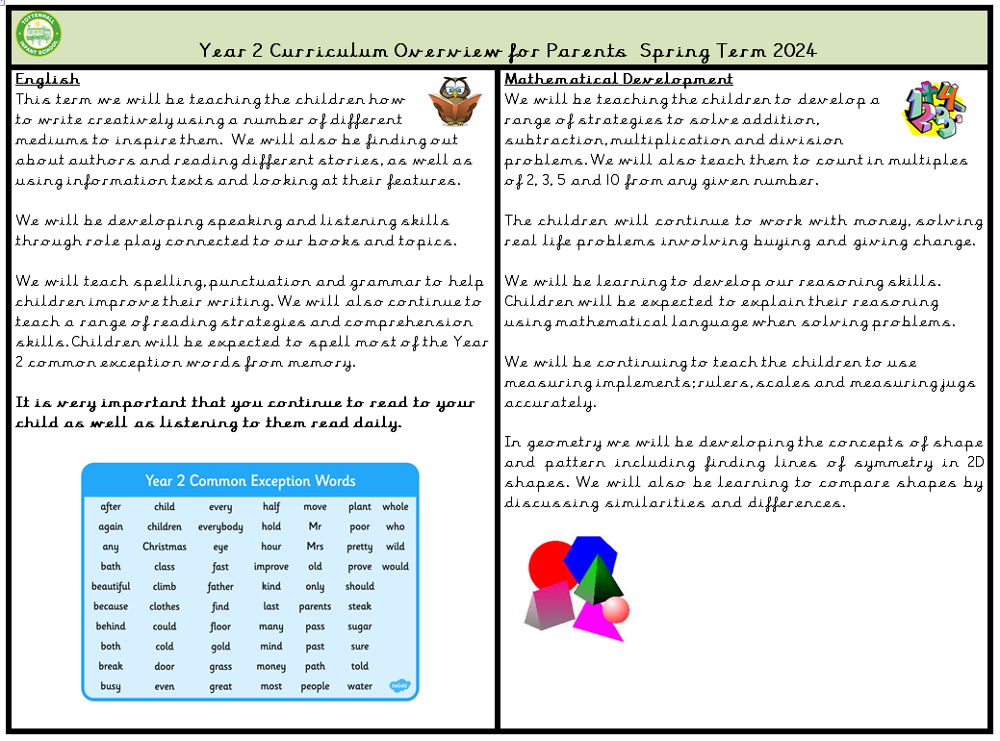 TOTTENHALL
INFANT SCHOOL
Year 2 Curriculum Overview for Parents Spring Term 2024
English
This term we will be teaching the children how
to write creatively using a number of different
mediums to inspire them. We will also be finding out
about authors and reading different stories, as well as
using information texts and looking at their features.
We will be developing speaking and listening skills
through role play connected to our books and topics.
We will teach spelling, punctuation and grammar to help
children improve their writing. We will also continue to
teach a range of reading strategies and comprehension
skills. Children will be expected to spell most of the Year
2 common exception words from memory.
It is very important that you continue to read to your
child as well as listening to them read daily.
Year 2 Common Exception Words
after child every half move plant whole
again children everybody hold Mr poor who
any Christmas eye hour Mrs pretty wild
bath class fast improve old prove would
beautiful climb father kind only should
because clothes find last parents steak
behind could floor many pass sugar
both cold gold mind past sure
break door grass money path told
busy even great most people water
twinkl
Mathematical Development
We will be teaching the children to develop a
range of strategies to solve addition,
subtraction, multiplication and division
problems. We will also teach them to count in multiples
of 2, 3, 5 and 10 from any given number.
The children will continue to work with money, solving
real life problems involving buying and giving change.
We will be learning to develop our reasoning skills.
Children will be expected to explain their reasoning
using mathematical language when solving problems.
We will be continuing to teach the children to use
measuring implements; rulers, scales and measuring jugs
accurately.
In geometry we will be developing the concepts of shape
and pattern including finding lines of symmetry in 2D
shapes. We will also be learning to compare shapes by
discussing similarities and differences.